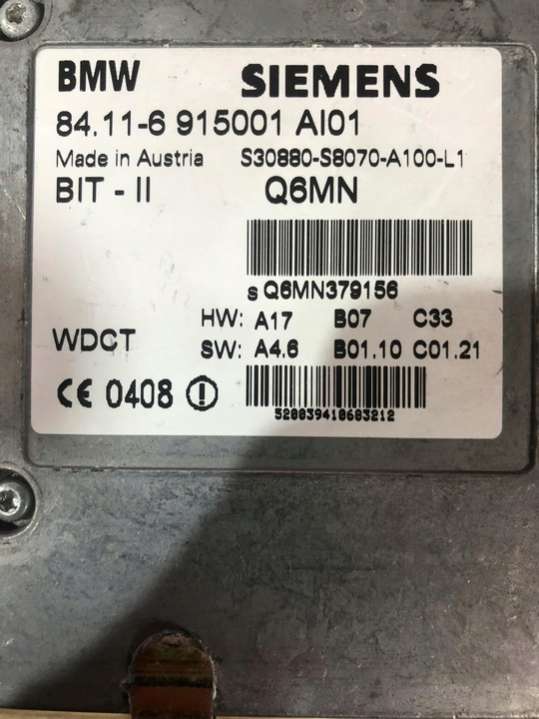 BMW SIEMENS
84.11-6 915001 AI01
Made in Austria S30880-S8070-A100-L1
BIT - II Q6MN
S Q6MN379156
HW: A17 B07 C33
WDCT SW: A4.6 B01.10 C01.21
CE 0408
520039410683212